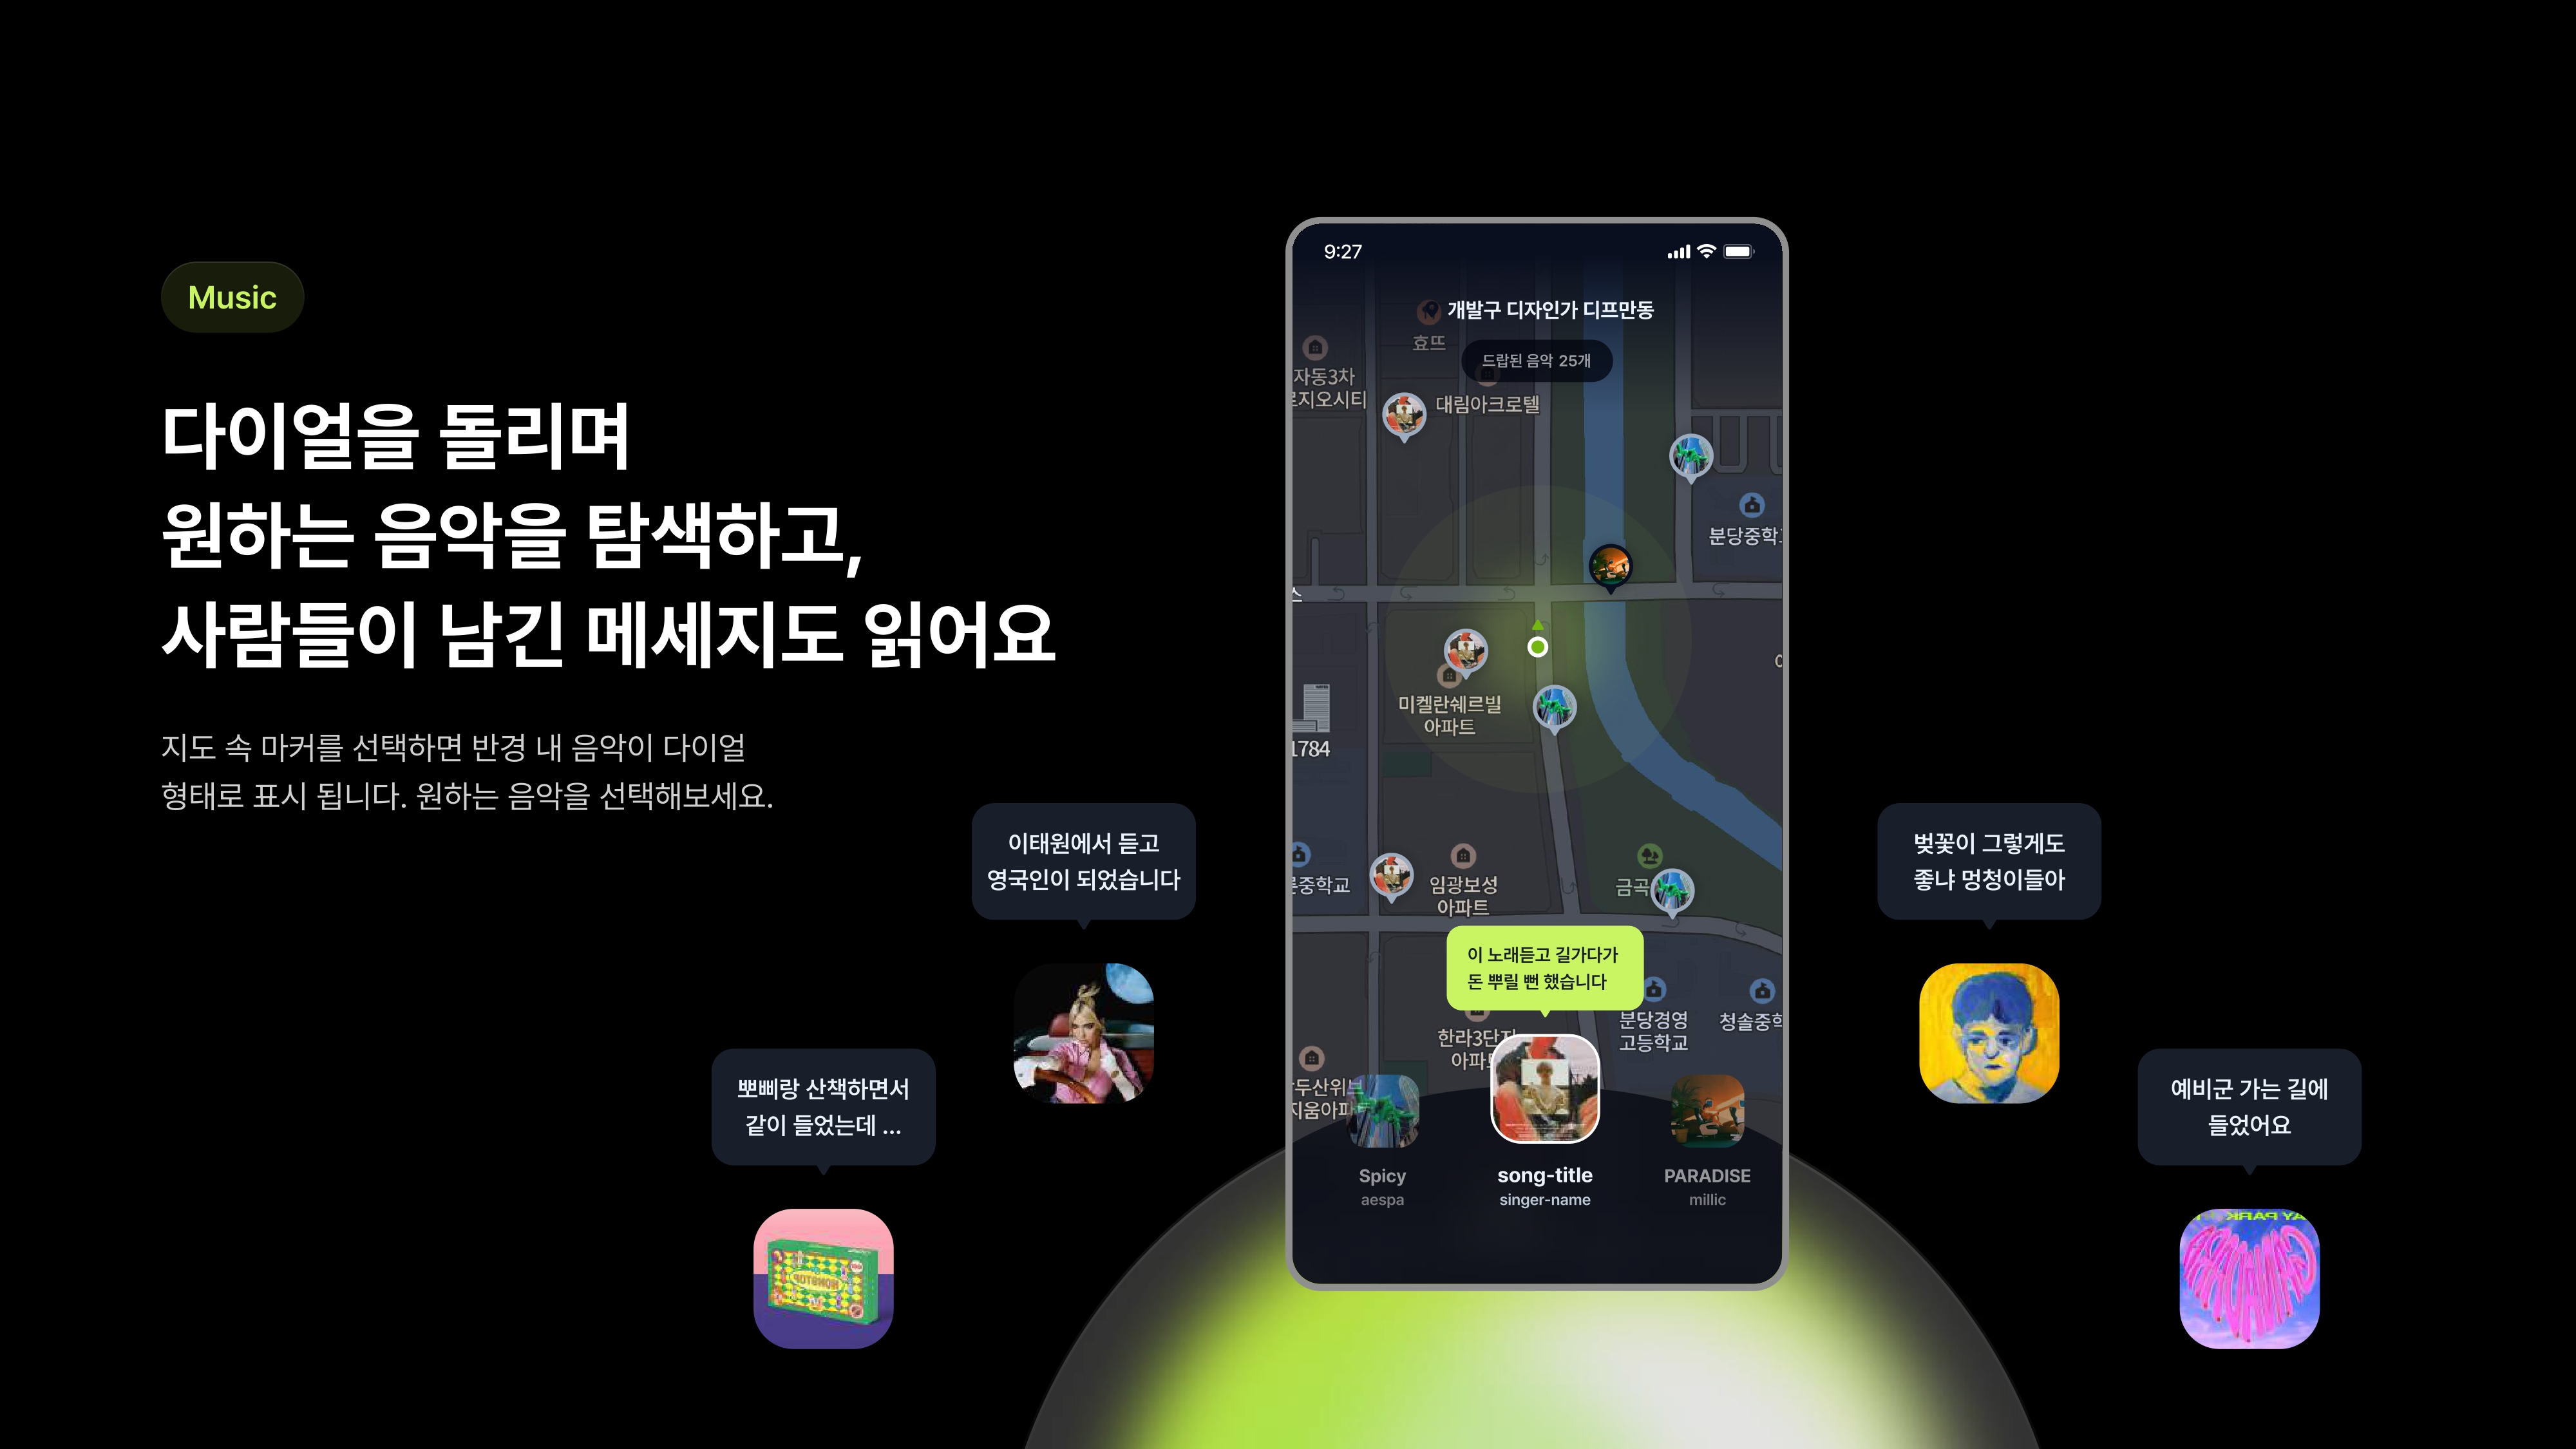 Music
다이얼을 돌리며
원하는 음악을 탐색하고,
사람들이 남긴 메세지도 읽어요
지도 속 마커를 선택하면 반경 내 음악이 다이얼
형태로 표시 됩니다. 원하는 음악을 선택해보세요.
이태원에서 듣고
영국인이 되었습니다
뽀삐랑 산책하면서
같이 들었는데 ...
9:27
개발구 디자인가 디프만동
효뜨
드랍된 음악 25개
자동3차
지오시티
대림아크로텔
분당중학
스
미켈란쉐르빌
아파트
1784
중학교
임광보성
아파트
금곡
이 노래듣고 길가다가
돈 뿌릴 뻔 했습니다
한라3단지
아파트
분당경영
고등학교
청솔중학
두산위브
지움아파
Spicy
aespa
song-title
singer-name
PARADISE
millic
벚꽃이 그렇게도
좋냐 멍청이들아
예비군 가는 길에
들었어요
NONSTOP
AY PARK